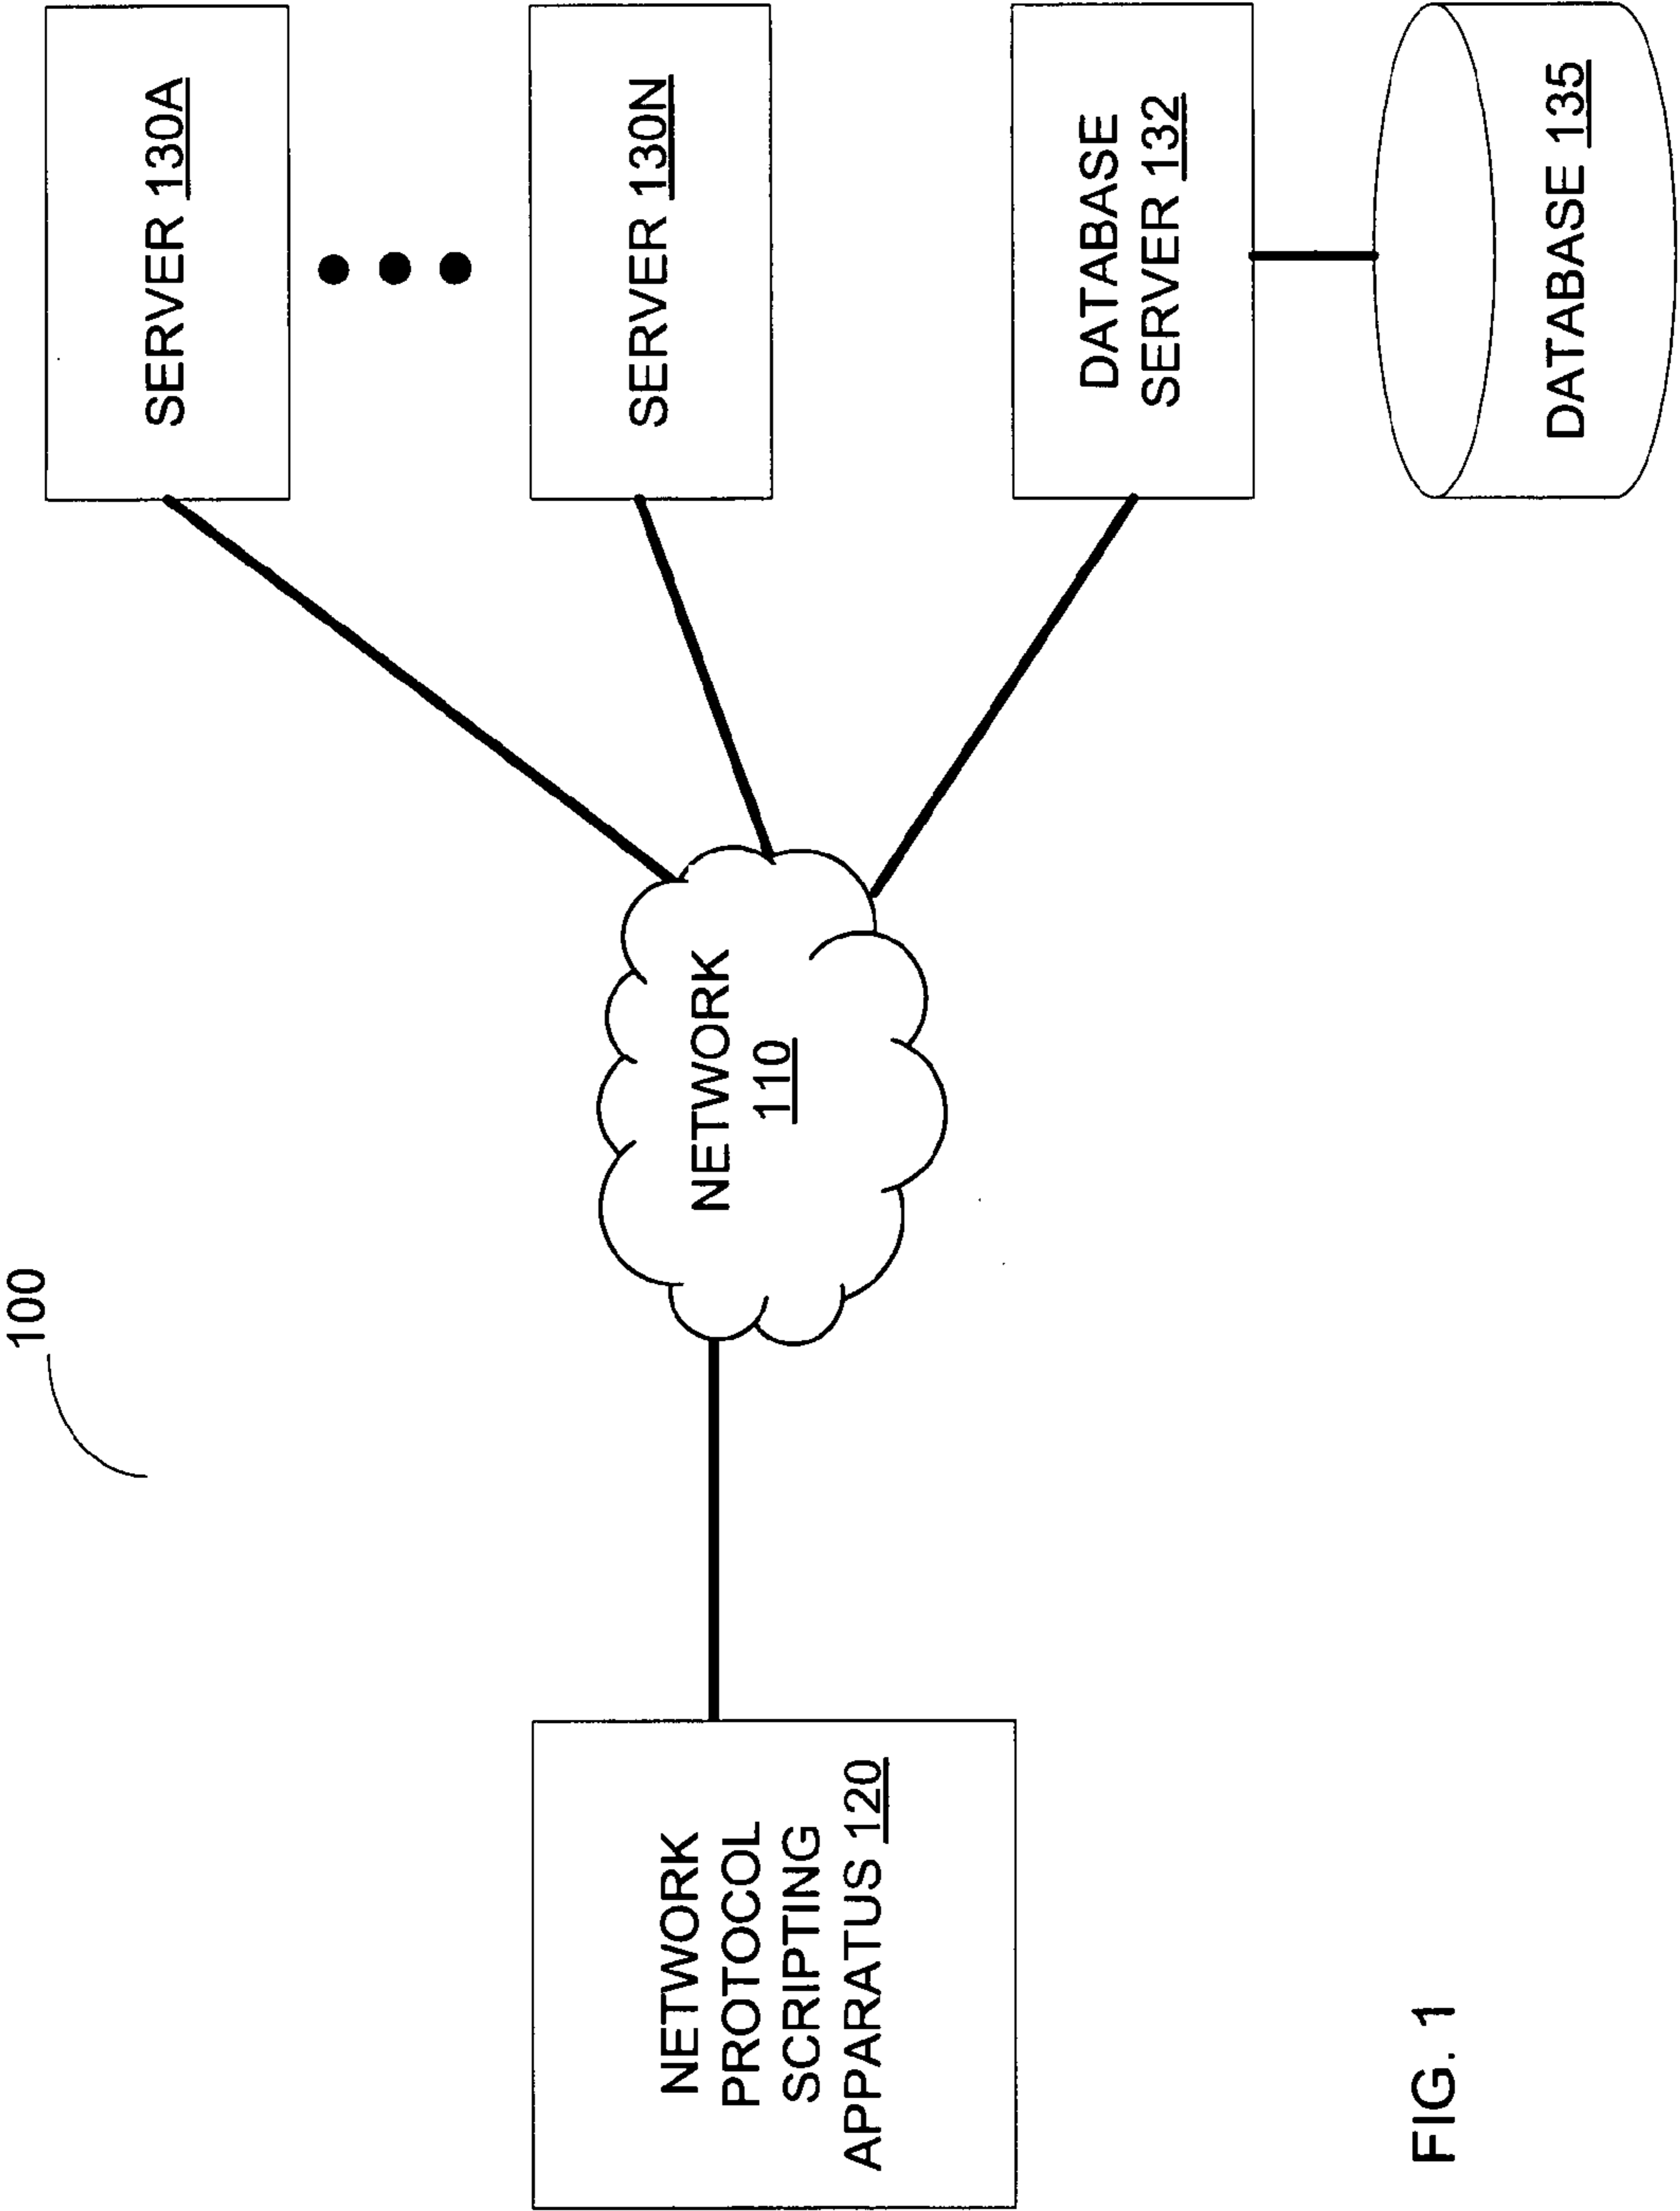 100
SERVER 130A
SERVER 130N
NETWORK
110
NETWORK
PROTOCOL
SCRIPTING
APPARATUS 120
DATABASE
SERVER 132
DATABASE 135
FIG. 1